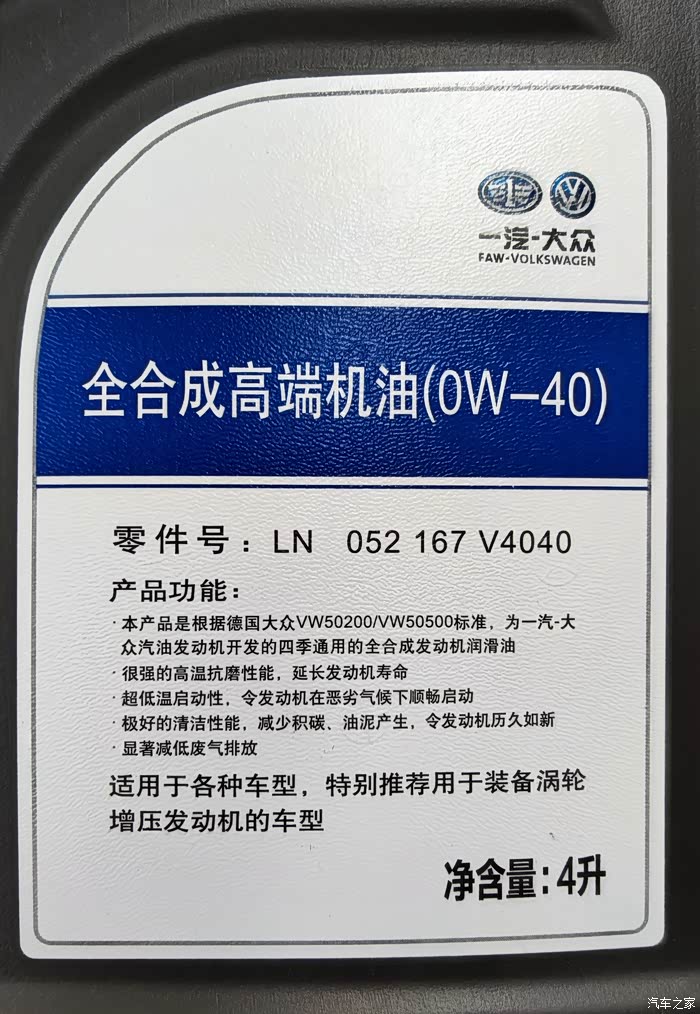 一汽-大众
FAW-VOLKSWAGEN
全合成高端机油(0W-40)
零件号：LN 052 167 V4040
产品功能：
·本产品是根据德国大众VW50200/VW50500标准，为一汽-大
众汽油发动机开发的四季通用的全合成发动机润滑油
·很强的高温抗磨性能，延长发动机寿命
·超低温启动性，令发动机在恶劣气候下顺畅启动
·极好的清洁性能，减少积碳、油泥产生，令发动机历久如新
·显著减低废气排放
适用于各种车型，特别推荐用于装备涡轮
增压发动机的车型
净含量：4升
汽车之家